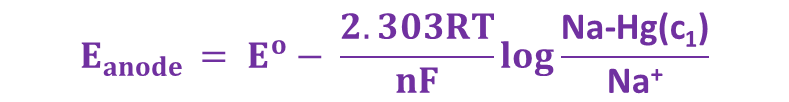 E_anode = E° − 2.303RT/nF log Na-Hg(c₁)/Na⁺